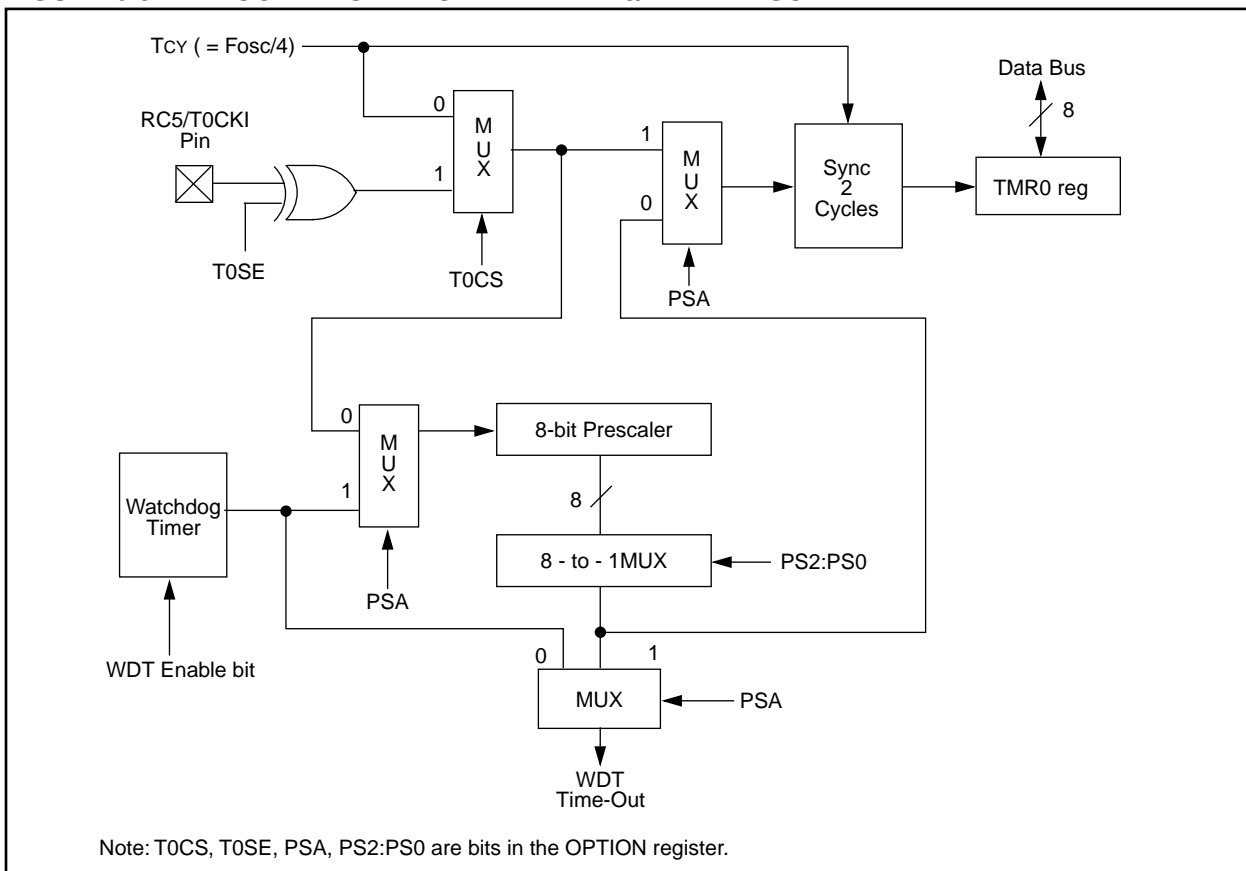 TCY ( = Fosc/4)
Data Bus
RC5/T0CKI
Pin
0
M
U
X
1
8
1
M
U
X
0
Sync
2
Cycles
TMR0 reg
T0SE
T0CS
PSA
0
M
U
X
1
8-bit Prescaler
Watchdog
Timer
8
8 - to - 1MUX
PS2:PS0
PSA
WDT Enable bit
0
1
MUX
PSA
WDT
Time-Out
Note: T0CS, T0SE, PSA, PS2:PS0 are bits in the OPTION register.